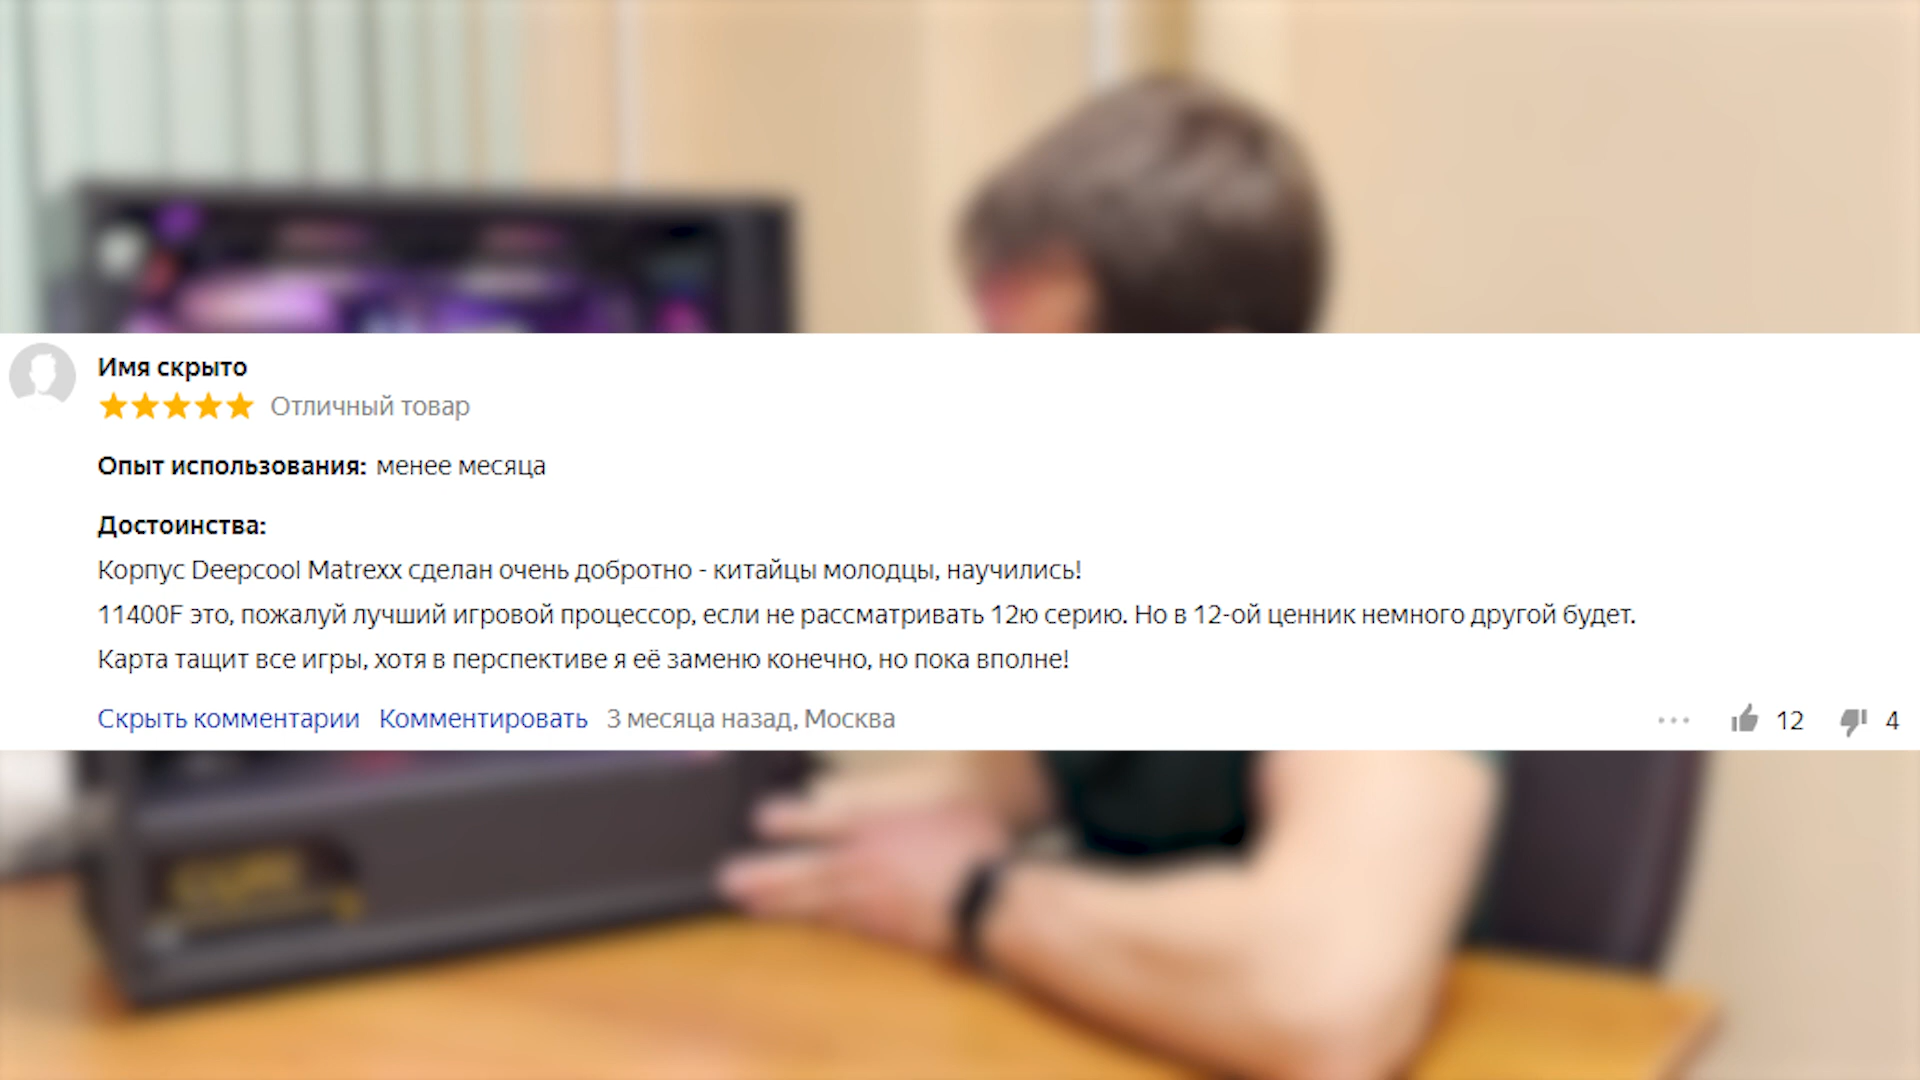 Имя скрыто
Отличный товар
Опыт использования: менее месяца
Достоинства:
Корпус Deepcool Matrexx сделан очень добротно - китайцы молодцы, научились!
11400F это, пожалуй лучший игровой процессор, если не рассматривать 12ю серию. Но в 12-ой ценник немного другой будет.
Карта тащит все игры, хотя в перспективе я её заменю конечно, но пока вполне!
Скрыть комментарии Комментировать 3 месяца назад, Москва 12 4